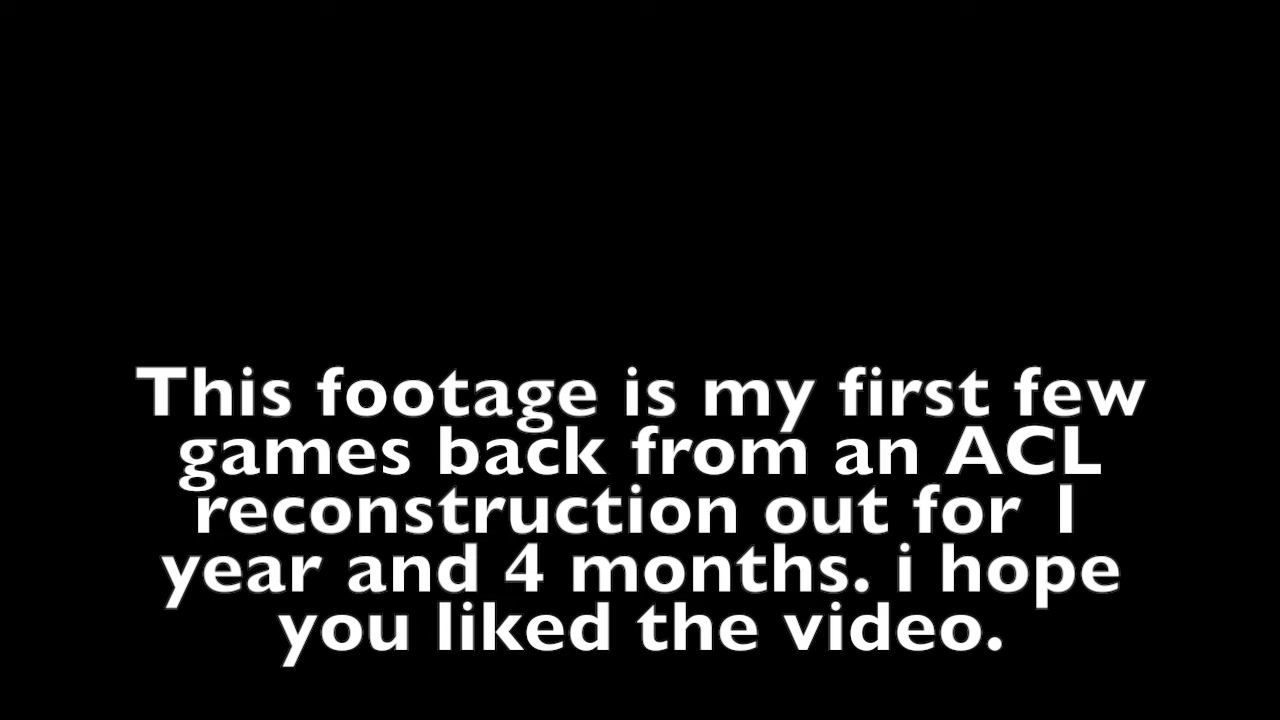 This footage is my first few
games back from an ACL
reconstruction out for 1
year and 4 months. i hope
you liked the video.